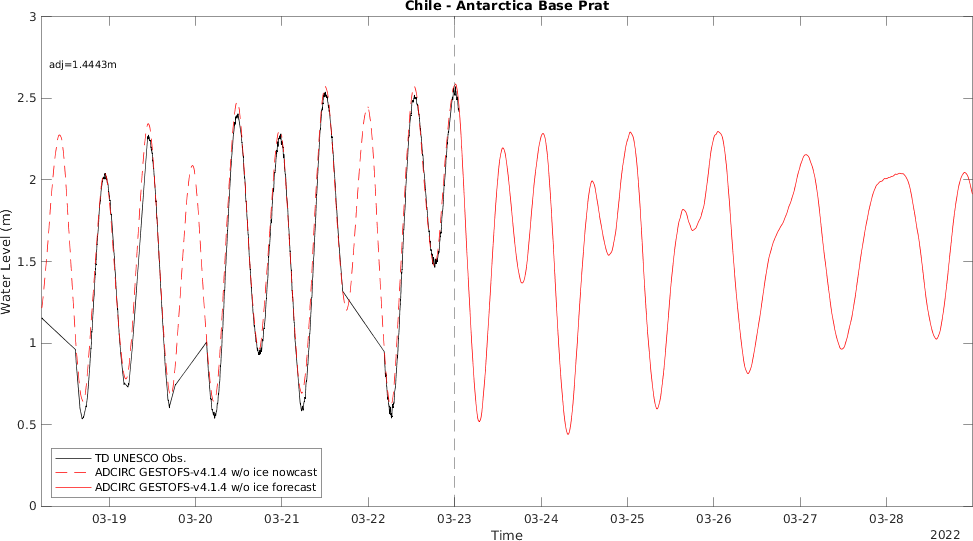 Chile - Antarctica Base Prat
3
adj=1.4443m
2.5
2
1.5
1
0.5
0
Water Level (m)
TD UNESCO Obs.
ADCIRC GESTOFS-v4.1.4 w/o ice nowcast
ADCIRC GESTOFS-v4.1.4 w/o ice forecast
03-19 03-20 03-21 03-22 03-23 03-24 03-25 03-26 03-27 03-28
Time
2022